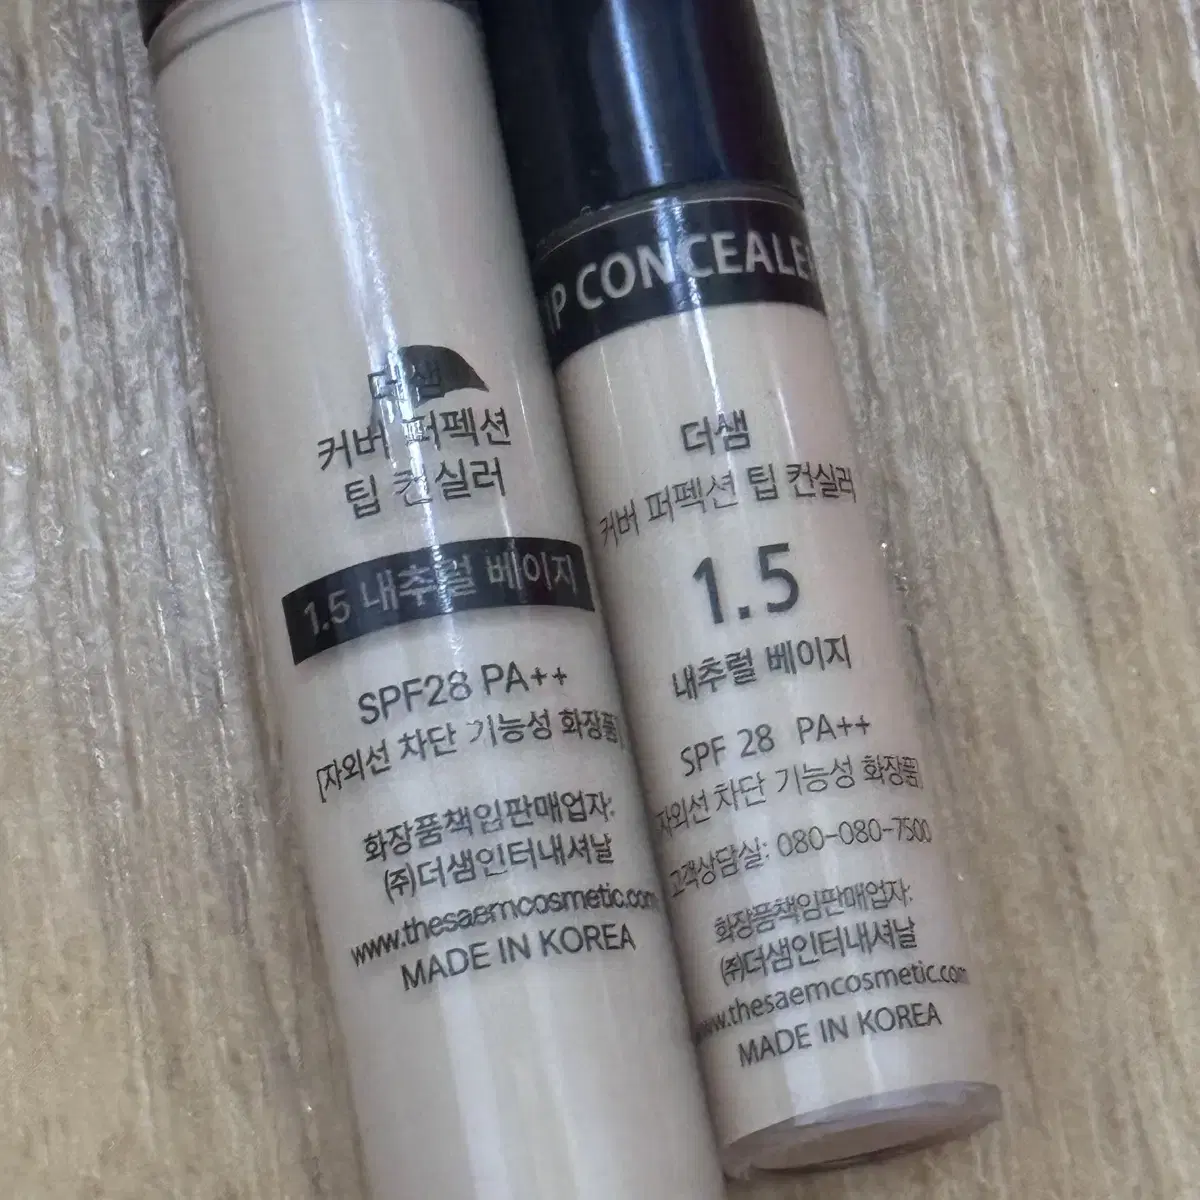 더샘
커버 퍼펙션
팁 컨실러
1.5 내추럴 베이지
SPF28 PA++
[자외선 차단 기능성 화장품]
화장품책임판매업자:
(주)더샘인터내셔날
www.thesaemcosmetic.com
MADE IN KOREA
CONCEALER
더샘
커버 퍼펙션 팁 컨실러
1.5
내추럴 베이지
SPF 28 PA++
자외선 차단 기능성 화장품]
고객상담실: 080-080-7500
화장품책임판매업자:
(주)더샘인터내셔날
www.thesaemcosmetic.com
MADE IN KOREA